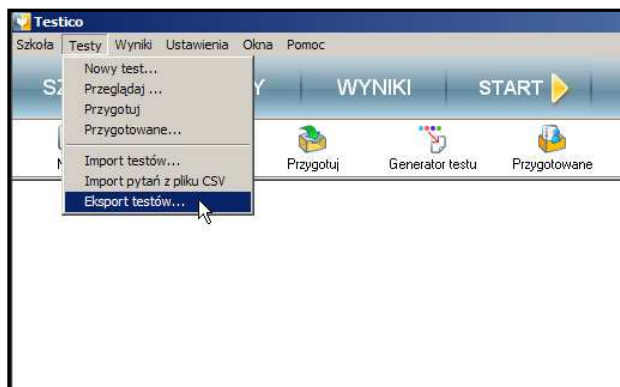 Testico
Szkoła Testy Wyniki Ustawienia Okna Pomoc
Nowy test...
Przeglądaj ...
Przygotuj
Przygotowane...
Import testów...
Import pytań z pliku CSV
Eksport testów...
WYNIKI START
Przygotuj Generator testu Przygotowane